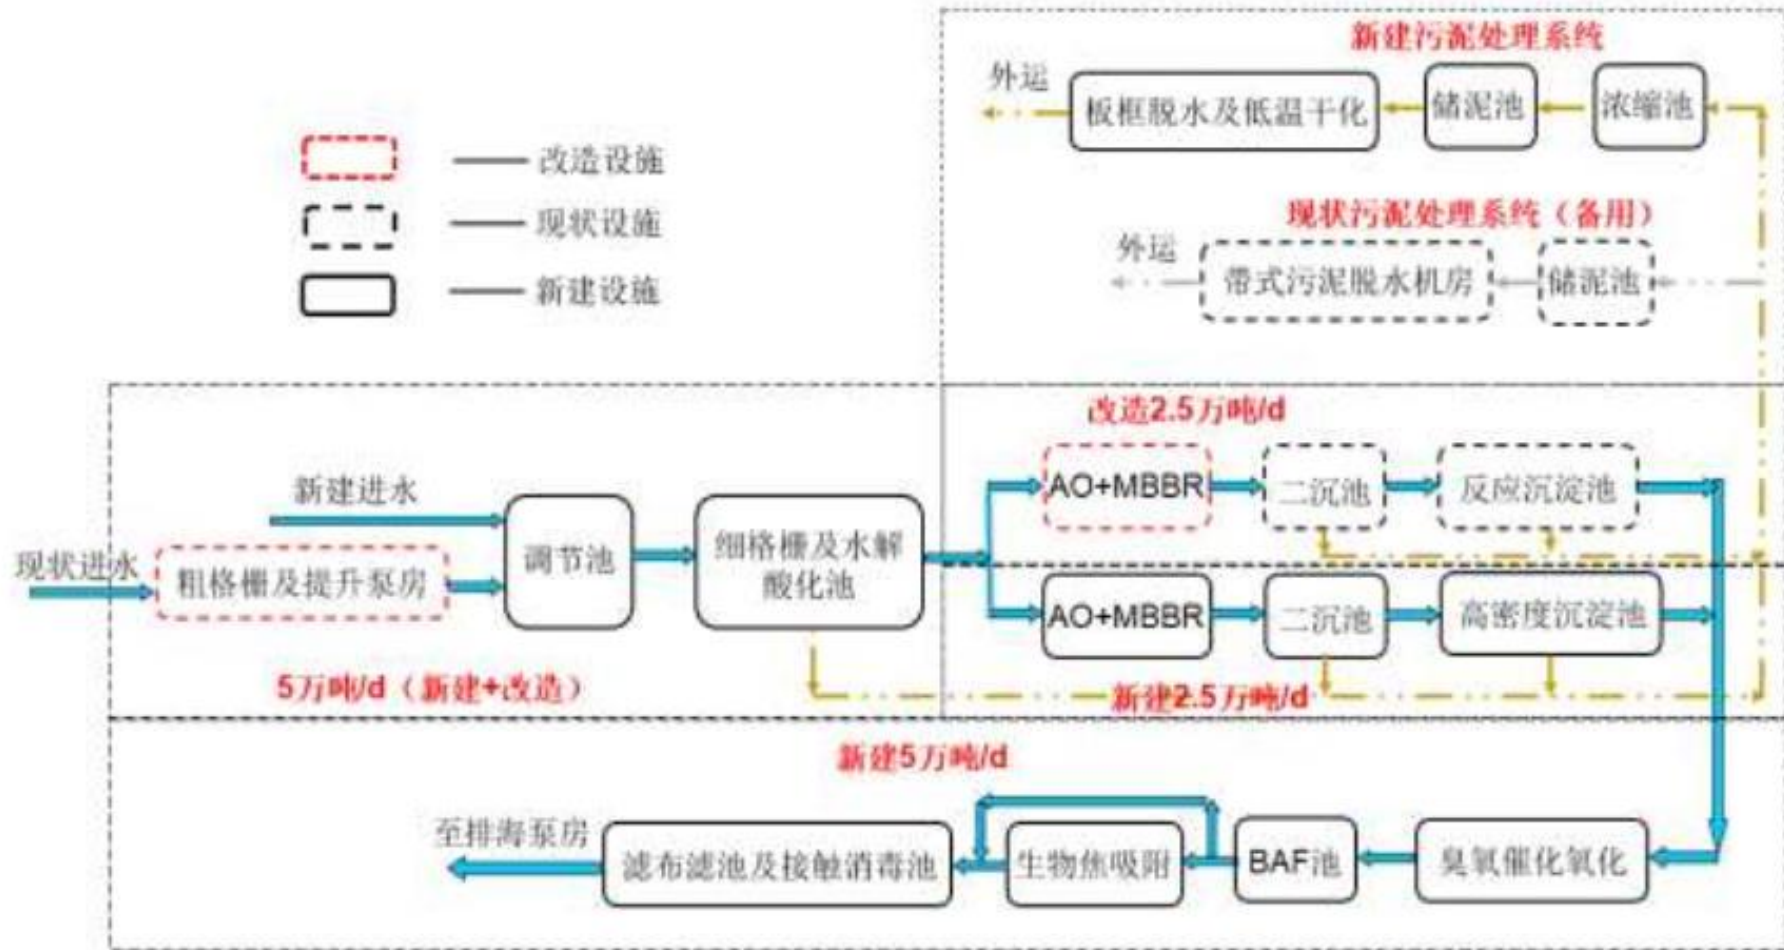 新建污泥处理系统
外运
板框脱水及低温干化
储泥池
浓缩池
改造设施
现状设施
新建设施
现状污泥处理系统（备用）
外运
带式污泥脱水机房
储泥池
改造2.5万吨/d
新建进水
现状进水
粗格栅及提升泵房
调节池
细格栅及水解
酸化池
AO+MBBR
二沉池
反应沉淀池
AO+MBBR
二沉池
高密度沉淀池
5万吨/d（新建+改造）
新建2.5万吨/d
新建5万吨/d
至排海泵房
滤布滤池及接触消毒池
生物焦吸附
BAF池
臭氧催化氧化